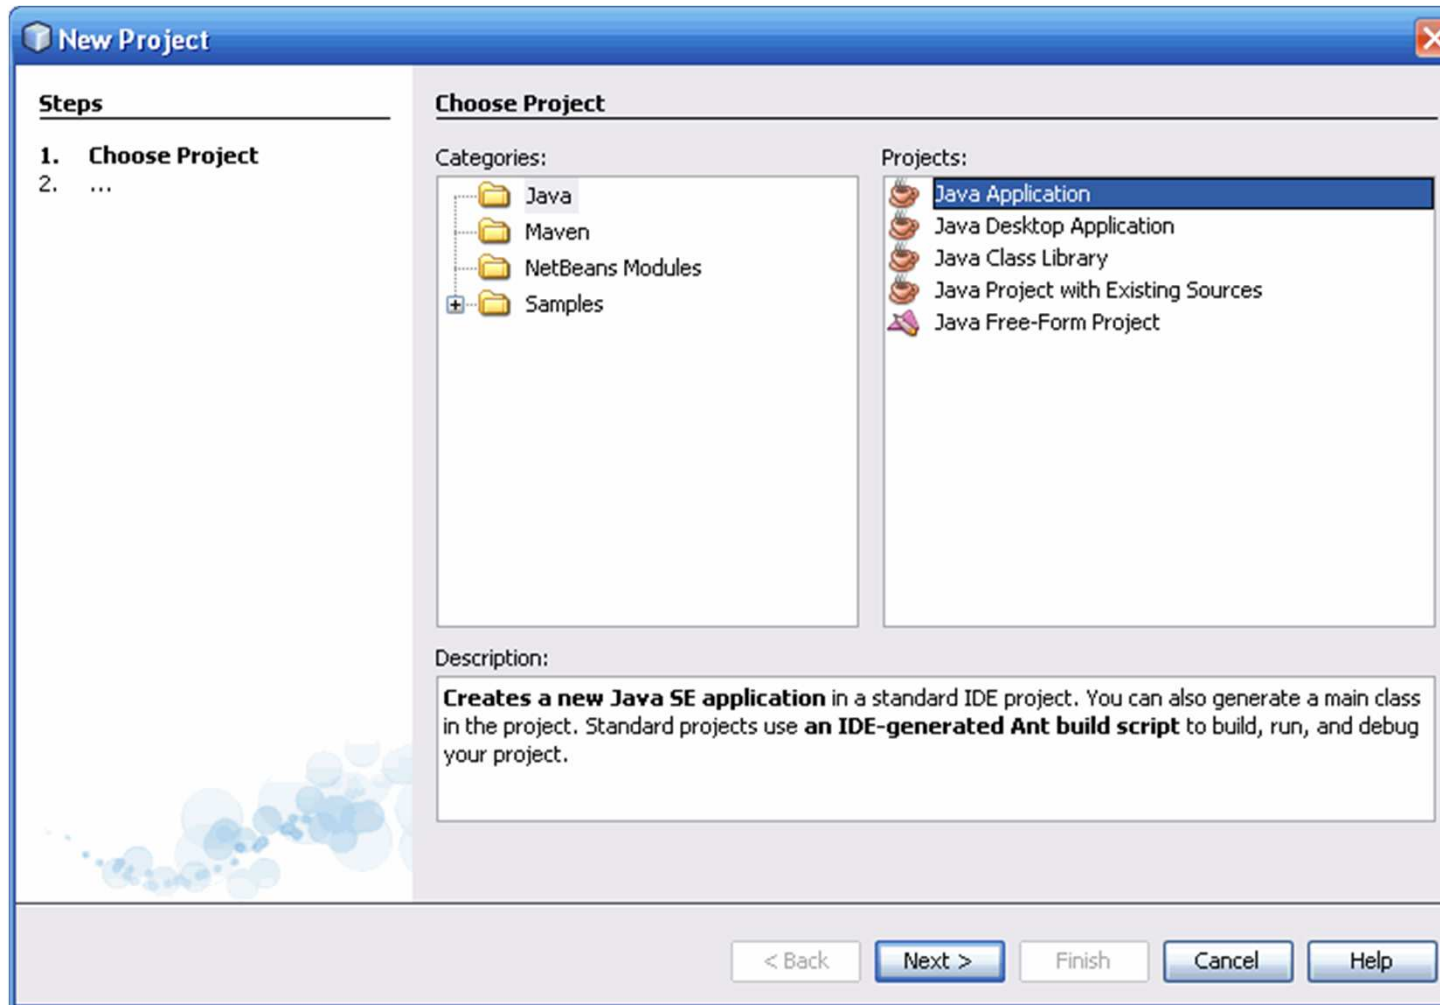 New Project
Steps
1. Choose Project
2. ...
Choose Project
Categories:
Java
Maven
NetBeans Modules
Samples
Projects:
Java Application
Java Desktop Application
Java Class Library
Java Project with Existing Sources
Java Free-Form Project
Description:
Creates a new Java SE application in a standard IDE project. You can also generate a main class
in the project. Standard projects use an IDE-generated Ant build script to build, run, and debug
your project.
< Back
Next >
Finish
Cancel
Help